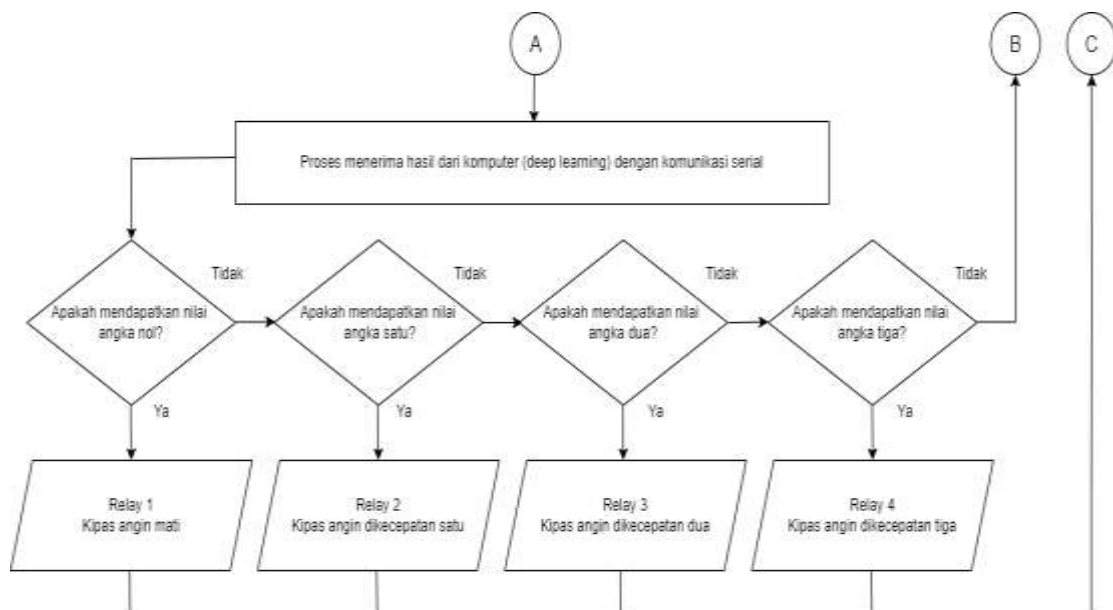 A
B
C
Proses menerima hasil dari komputer (deep learning) dengan komunikasi serial
Tidak
Tidak
Tidak
Tidak
Apakah mendapatkan nilai
angka nol?
Apakah mendapatkan nilai
angka satu?
Apakah mendapatkan nilai
angka dua?
Apakah mendapatkan nilai
angka tiga?
Ya
Ya
Ya
Ya
Relay 1
Kipas angin mati
Relay 2
Kipas angin dikecepatan satu
Relay 3
Kipas angin dikecepatan dua
Relay 4
Kipas angin dikecepatan tiga